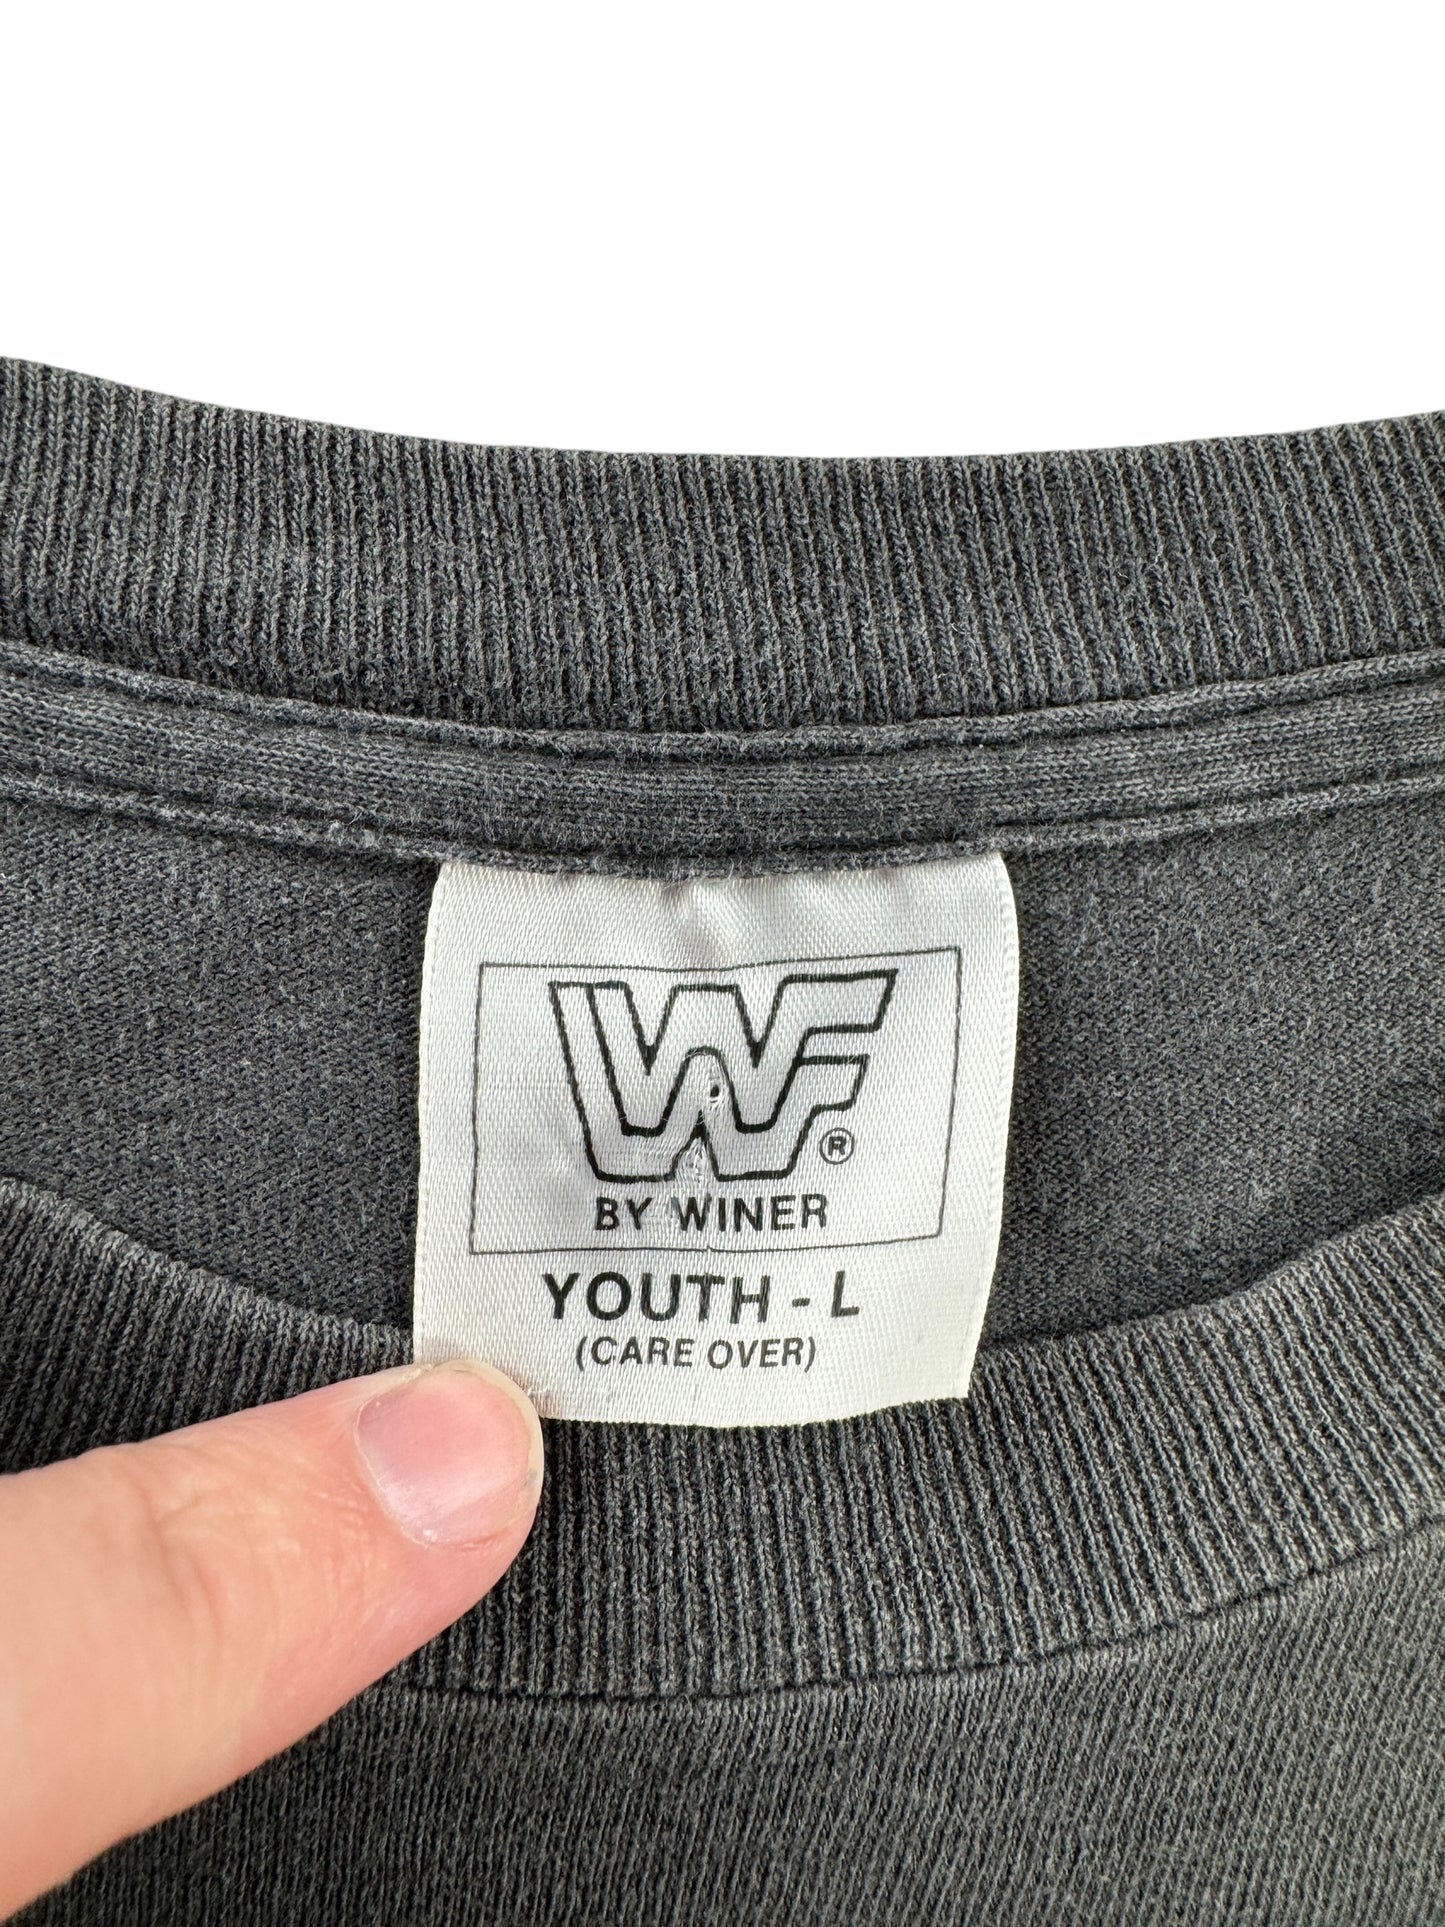 WF
®
BY WINER
YOUTH - L
(CARE OVER)